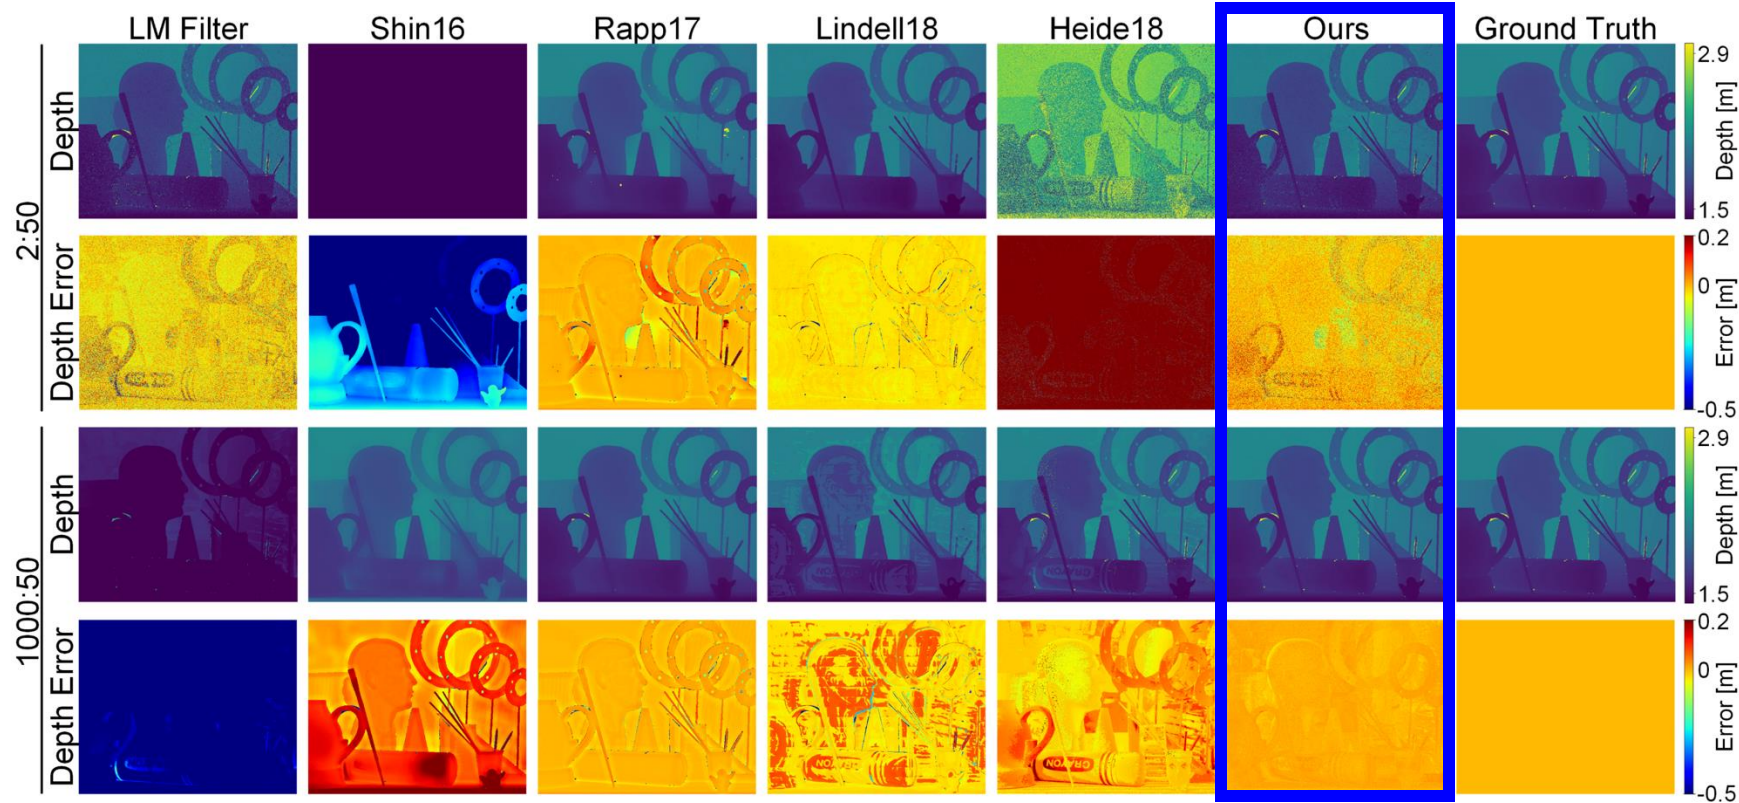 LM Filter Shin16 Rapp17 Lindell18 Heide18 Ours Ground Truth
2:50
Depth
2.9
Depth [m]
1.5
Depth Error
0.2
0
Error [m]
-0.5
1000:50
Depth
2.9
Depth [m]
1.5
Depth Error
0.2
0
Error [m]
-0.5
CRAYON
CRAYON